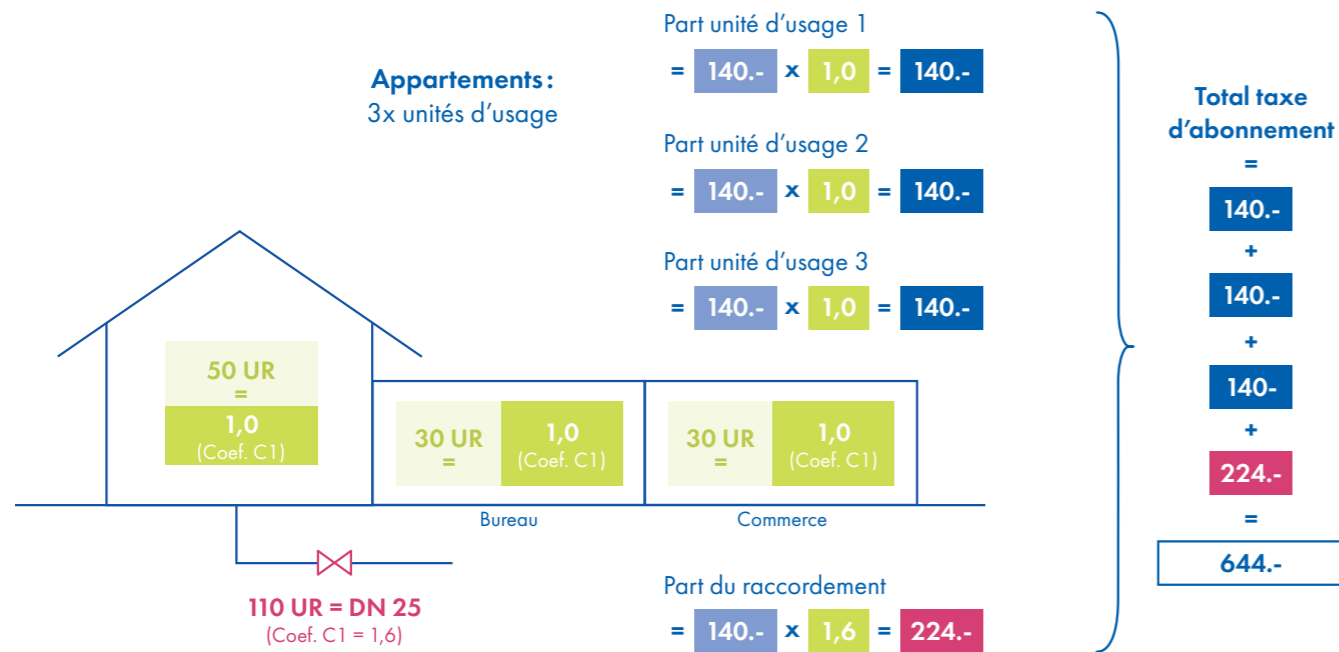 Appartements:
3x unités d'usage
Part unité d'usage 1
= 140.- x 1,0 = 140.-
Part unité d'usage 2
= 140.- x 1,0 = 140.-
Part unité d'usage 3
= 140.- x 1,0 = 140.-
50 UR
=
1,0
(Coef. C1)
30 UR
=
1,0
(Coef. C1)
30 UR
=
1,0
(Coef. C1)
Bureau
Commerce
110 UR = DN 25
(Coef. C1 = 1,6)
Part du raccordement
= 140.- x 1,6 = 224.-
Total taxe
d'abonnement
=
140.-
+
140.-
+
140-
+
224.-
=
644.-